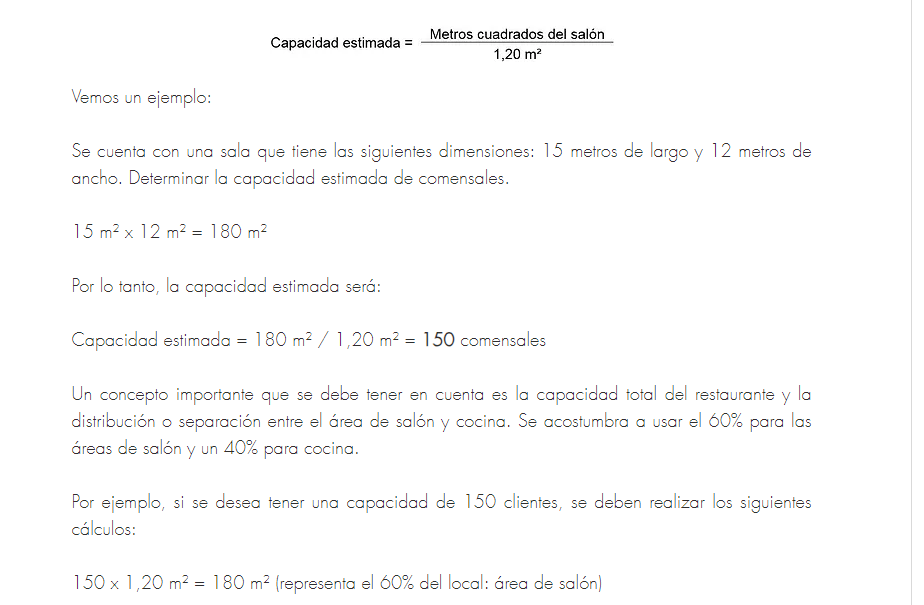 Capacidad estimada = Metros cuadrados del salón
1,20 m²
Vemos un ejemplo:
Se cuenta con una sala que tiene las siguientes dimensiones: 15 metros de largo y 12 metros de
ancho. Determinar la capacidad estimada de comensales.
15 m² x 12 m² = 180 m²
Por lo tanto, la capacidad estimada será:
Capacidad estimada = 180 m² / 1,20 m² = 150 comensales
Un concepto importante que se debe tener en cuenta es la capacidad total del restaurante y la
distribución o separación entre el área de salón y cocina. Se acostumbra a usar el 60% para las
áreas de salón y un 40% para cocina.
Por ejemplo, si se desea tener una capacidad de 150 clientes, se deben realizar los siguientes
cálculos:
150 x 1,20 m² = 180 m² (representa el 60% del local: área de salón)